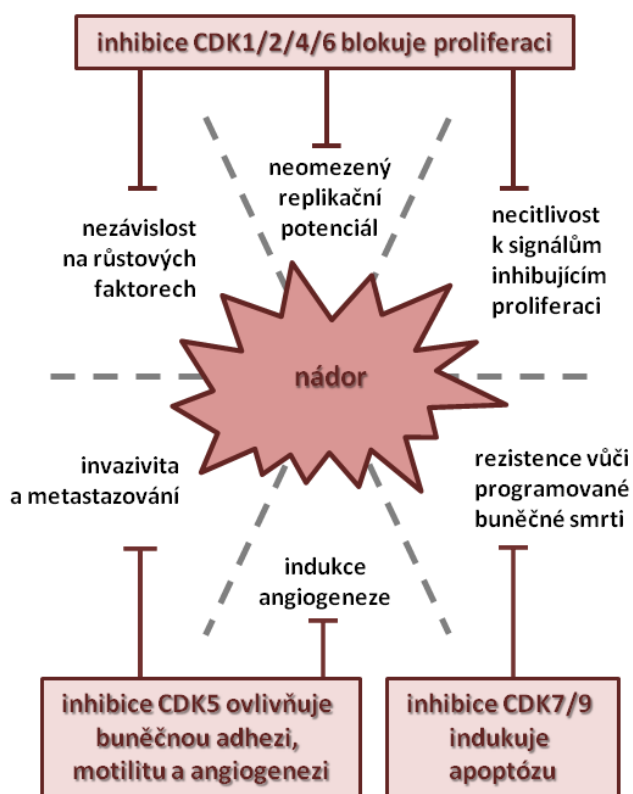 inhibice CDK1/2/4/6 blokuje proliferaci
neomezený
replikační
potenciál
nezávislost
na růstových
faktorech
necitlivost
k signálům
inhibujícím
proliferaci
nádor
invazivita
a metastazování
rezistence vůči
programované
buněčné smrti
indukce
angiogeneze
inhibice CDK5 ovlivňuje
buněčnou adhezi,
motilitu a angiogenezi
inhibice CDK7/9
indukuje
apoptózu